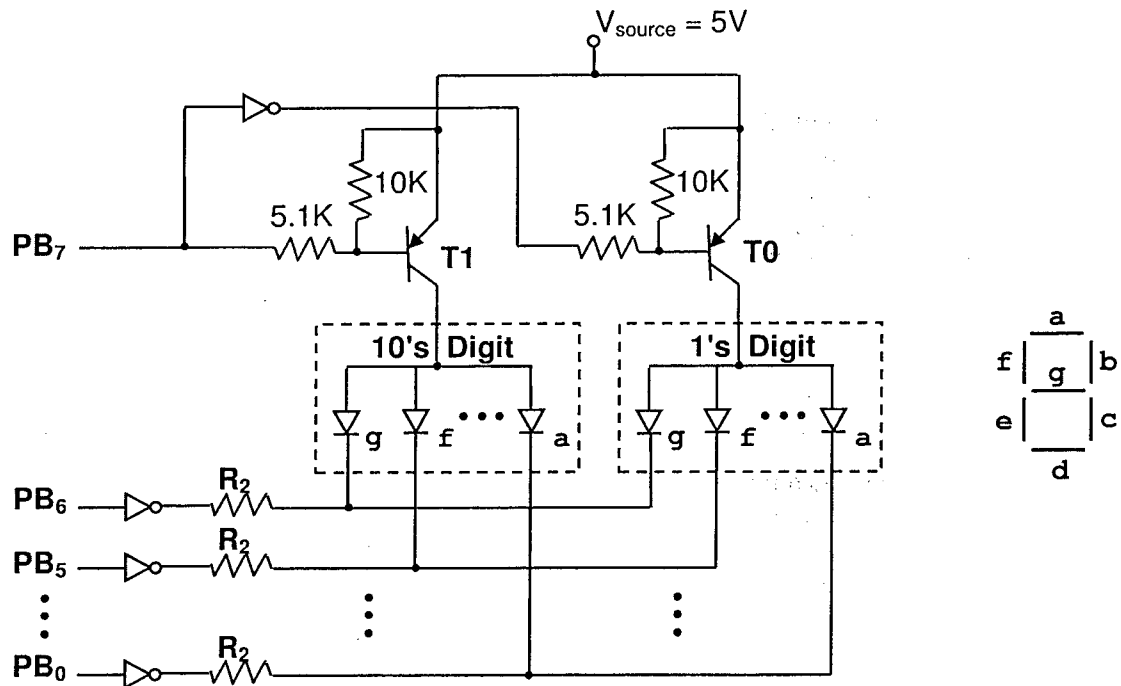 V_source = 5V
10K
10K
5.1K
5.1K
PB₇
T1
T0
10's Digit
1's Digit
a
f
g
b
e
c
d
g
f
a
g
f
a
R₂
PB₆
R₂
PB₅
R₂
PB₀